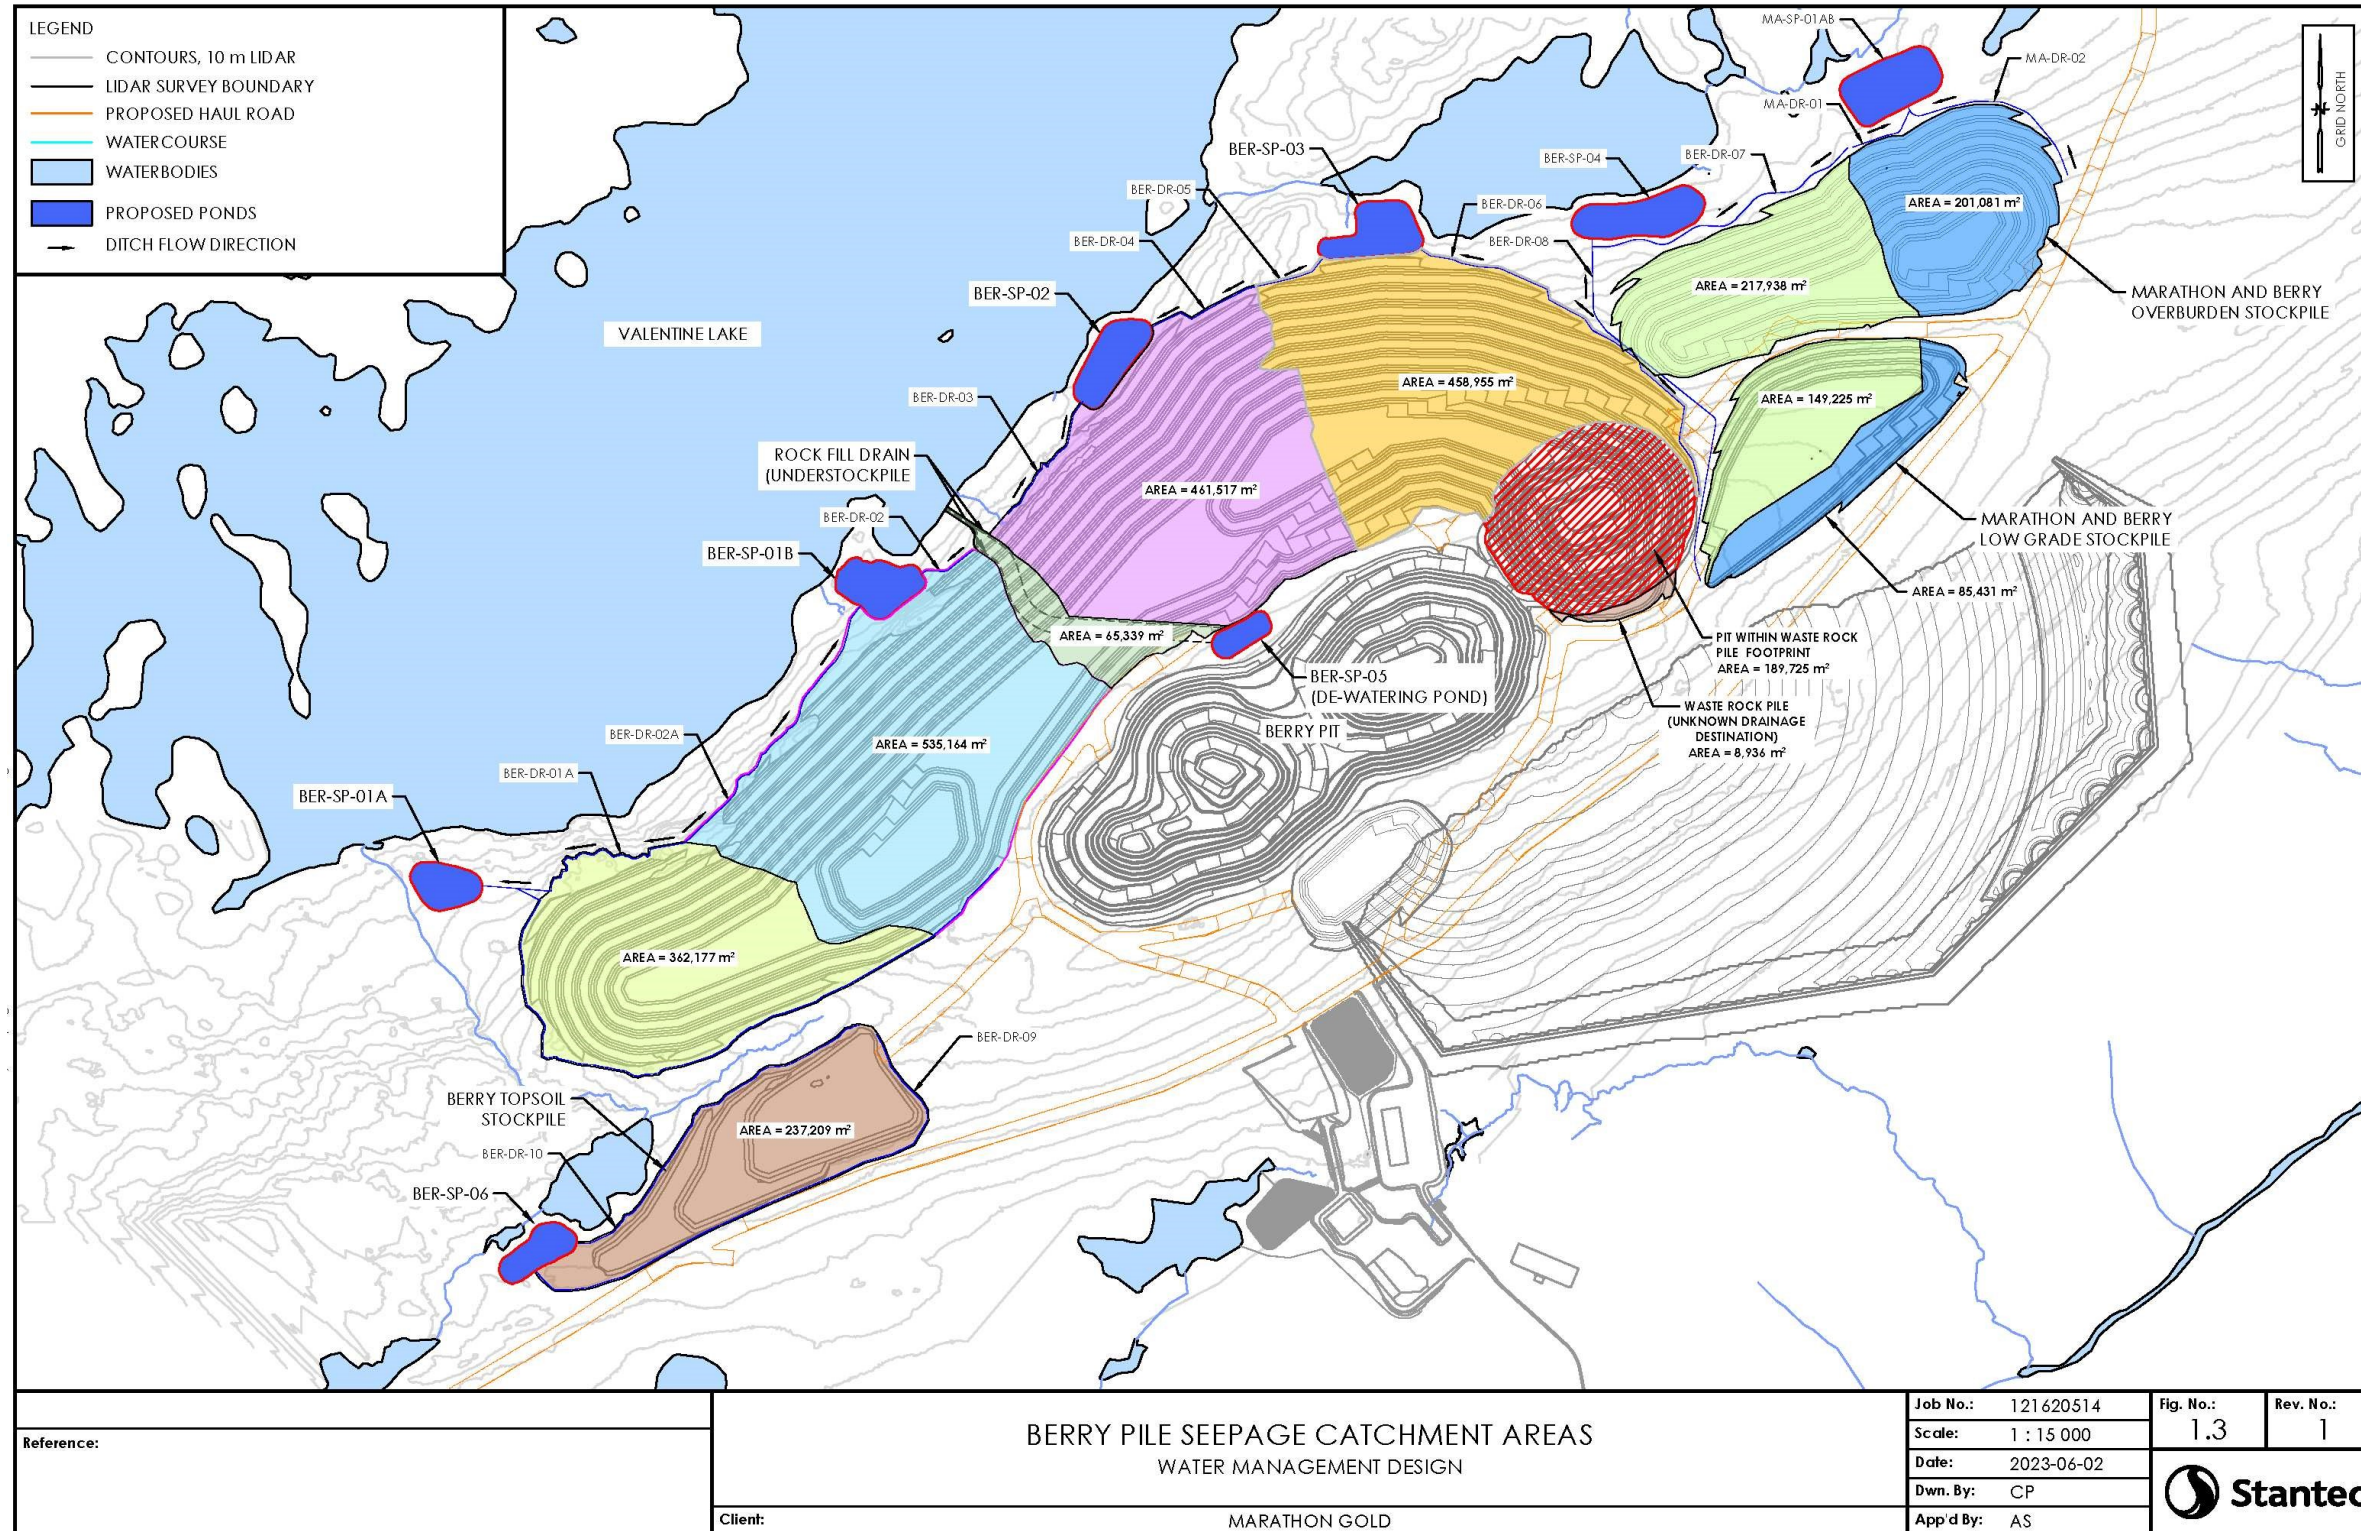 LEGEND
CONTOURS, 10 m LIDAR
LIDAR SURVEY BOUNDARY
PROPOSED HAUL ROAD
WATERCOURSE
WATERBODIES
PROPOSED PONDS
DITCH FLOW DIRECTION
MA-SP-01AB
MA-DR-02
MA-DR-01
GRID NORTH
BER-SP-03
BER-SP-04
BER-DR-07
BER-DR-05
BER-DR-06
AREA = 201,081 m²
BER-DR-04
BER-DR-08
BER-SP-02
AREA = 217,938 m²
MARATHON AND BERRY
OVERBURDEN STOCKPILE
VALENTINE LAKE
AREA = 458,955 m²
BER-DR-03
AREA = 149,225 m²
ROCK FILL DRAIN
(UNDERSTOCKPILE
AREA = 461,517 m²
BER-DR-02
MARATHON AND BERRY
LOW GRADE STOCKPILE
BER-SP-01B
AREA = 85,431 m²
AREA = 65,339 m²
PIT WITHIN WASTE ROCK
PILE FOOTPRINT
AREA = 189,725 m²
BER-SP-05
(DE-WATERING POND)
WASTE ROCK PILE
(UNKNOWN DRAINAGE
DESTINATION)
AREA = 8,936 m²
BERRY PIT
BER-DR-02A
AREA = 535,164 m²
BER-DR-01A
BER-SP-01A
AREA = 362,177 m²
BER-DR-09
BERRY TOPSOIL
STOCKPILE
AREA = 237,209 m²
BER-DR-10
BER-SP-06
Reference:
BERRY PILE SEEPAGE CATCHMENT AREAS
WATER MANAGEMENT DESIGN
Client:
MARATHON GOLD
Job No.: 121620514
Scale: 1 : 15 000
Date: 2023-06-02
Dwn. By: CP
App'd By: AS
Fig. No.:
1.3
Rev. No.:
1
Stantec